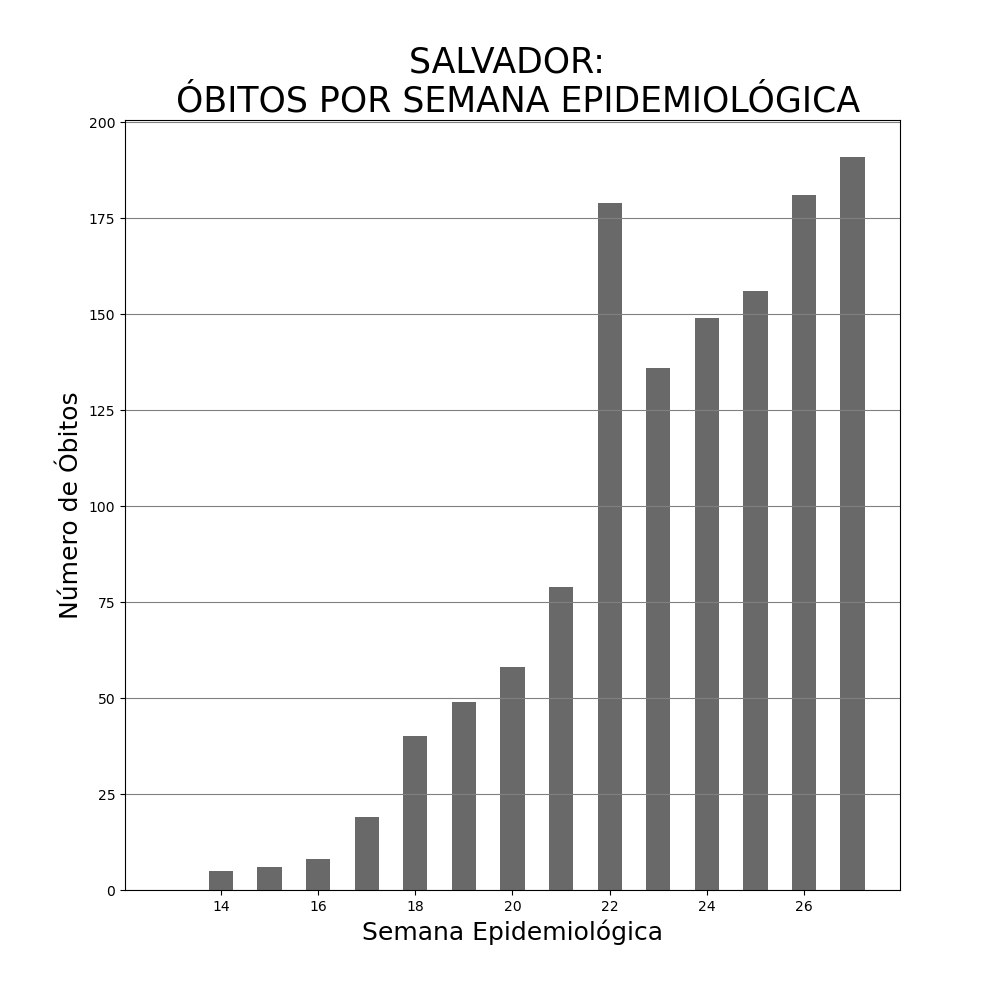 SALVADOR:
ÓBITOS POR SEMANA EPIDEMIOLÓGICA
200
175
150
125
100
75
50
25
0
Número de Óbitos
14 16 18 20 22 24 26
Semana Epidemiológica